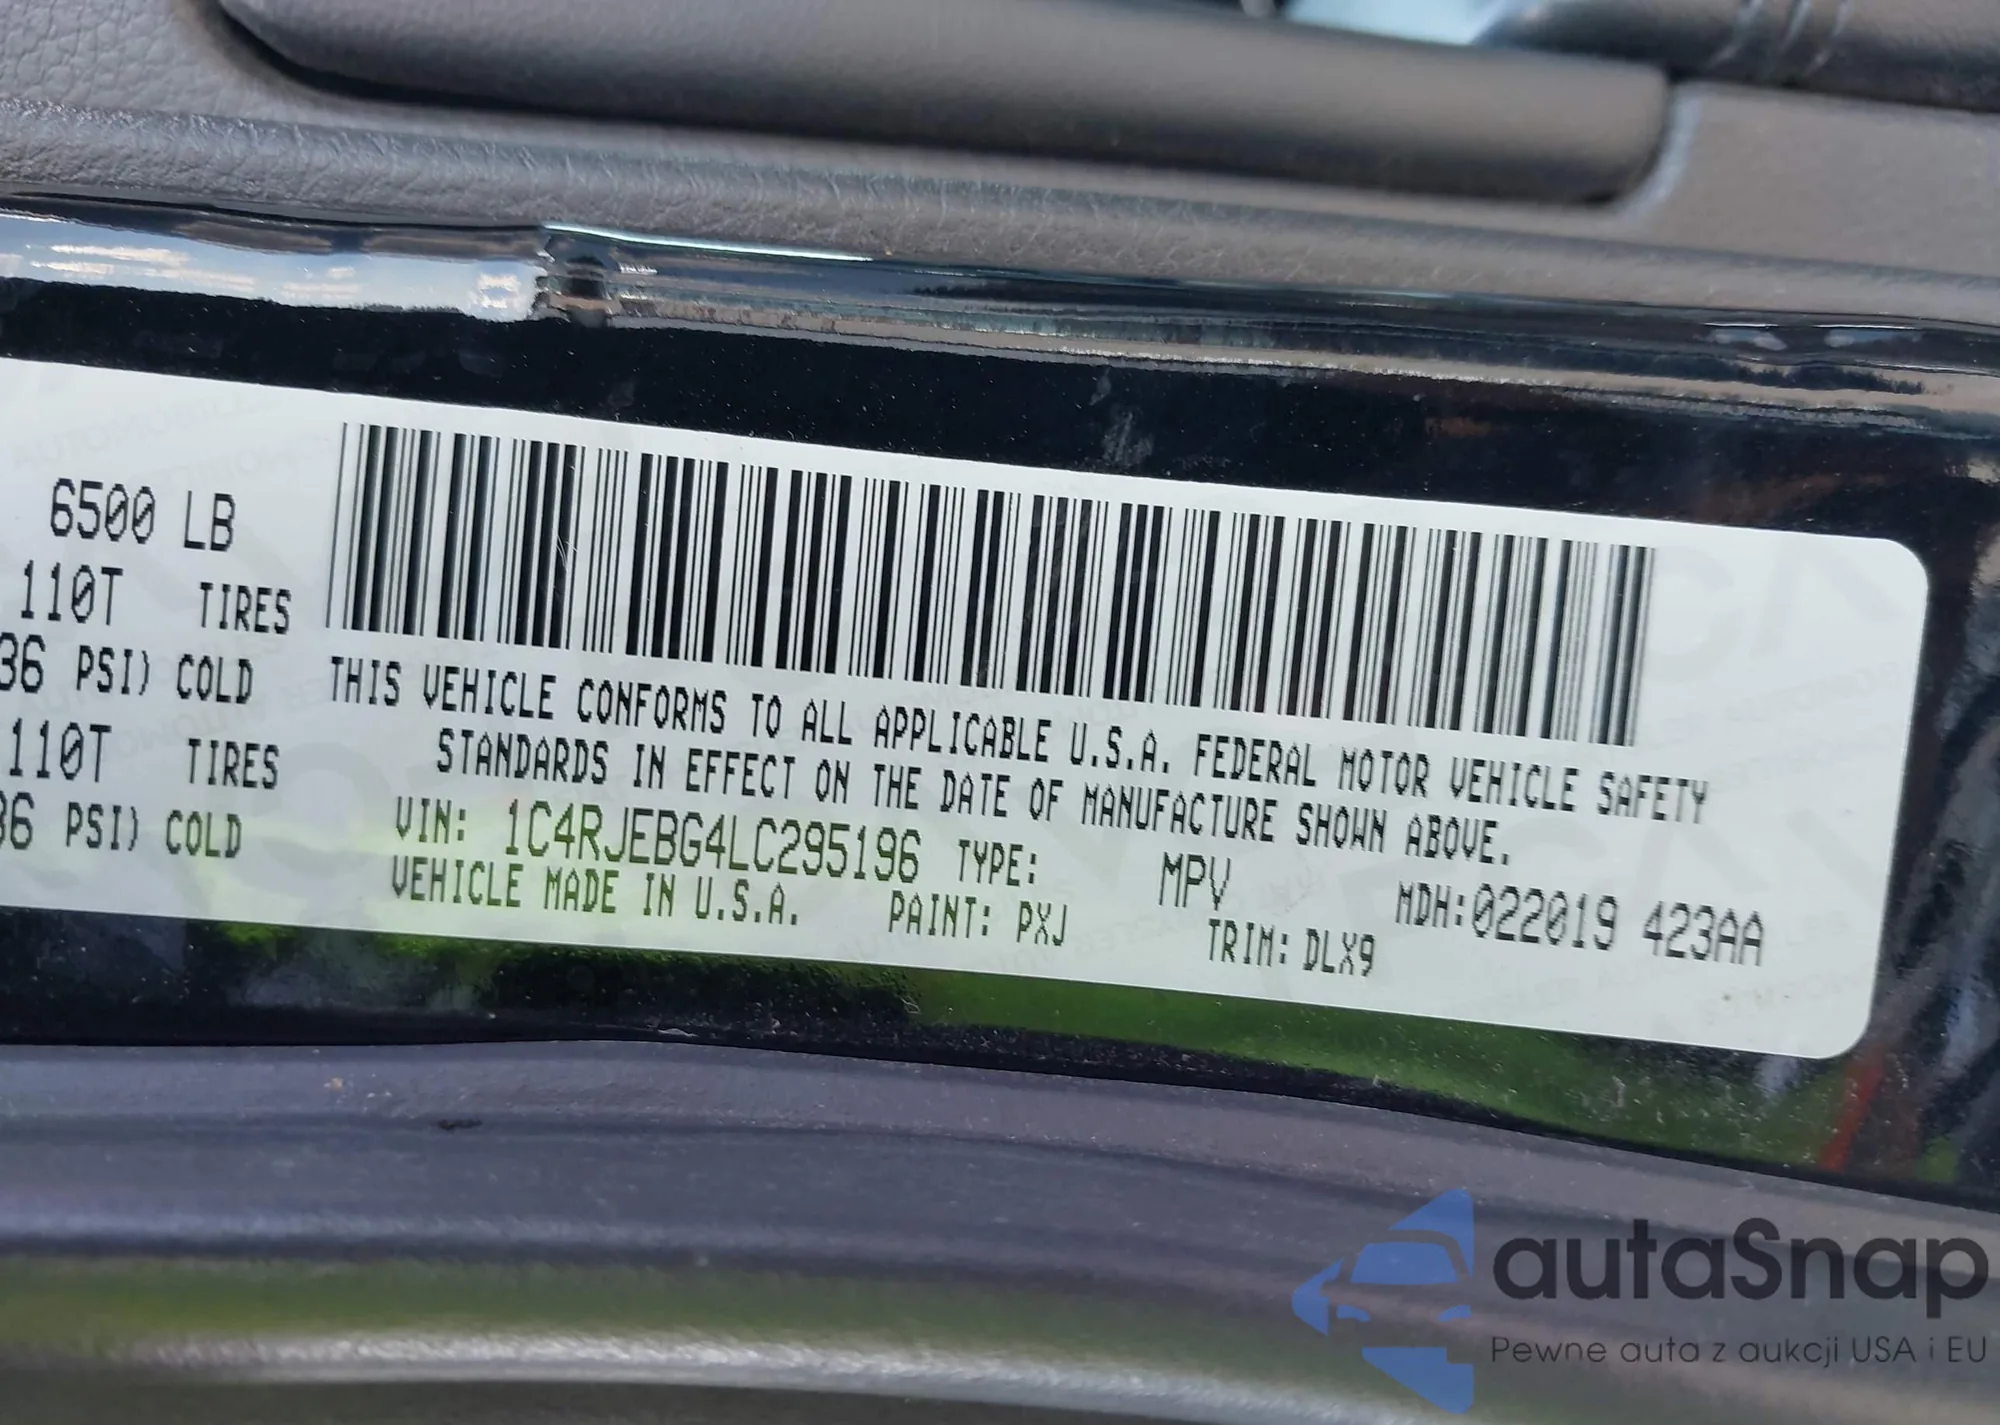 6500 LB
110T TIRES
36 PSI) COLD
110T TIRES
36 PSI) COLD
THIS VEHICLE CONFORMS TO ALL APPLICABLE U.S.A. FEDERAL MOTOR VEHICLE SAFETY
STANDARDS IN EFFECT ON THE DATE OF MANUFACTURE SHOWN ABOVE.
VIN: 1C4RJEBG4LC295196 TYPE: MPV MDH:022019 423AA
VEHICLE MADE IN U.S.A. PAINT: PXJ TRIM: DLX9
autaSnap
Pewne auta z aukcji USA i EU